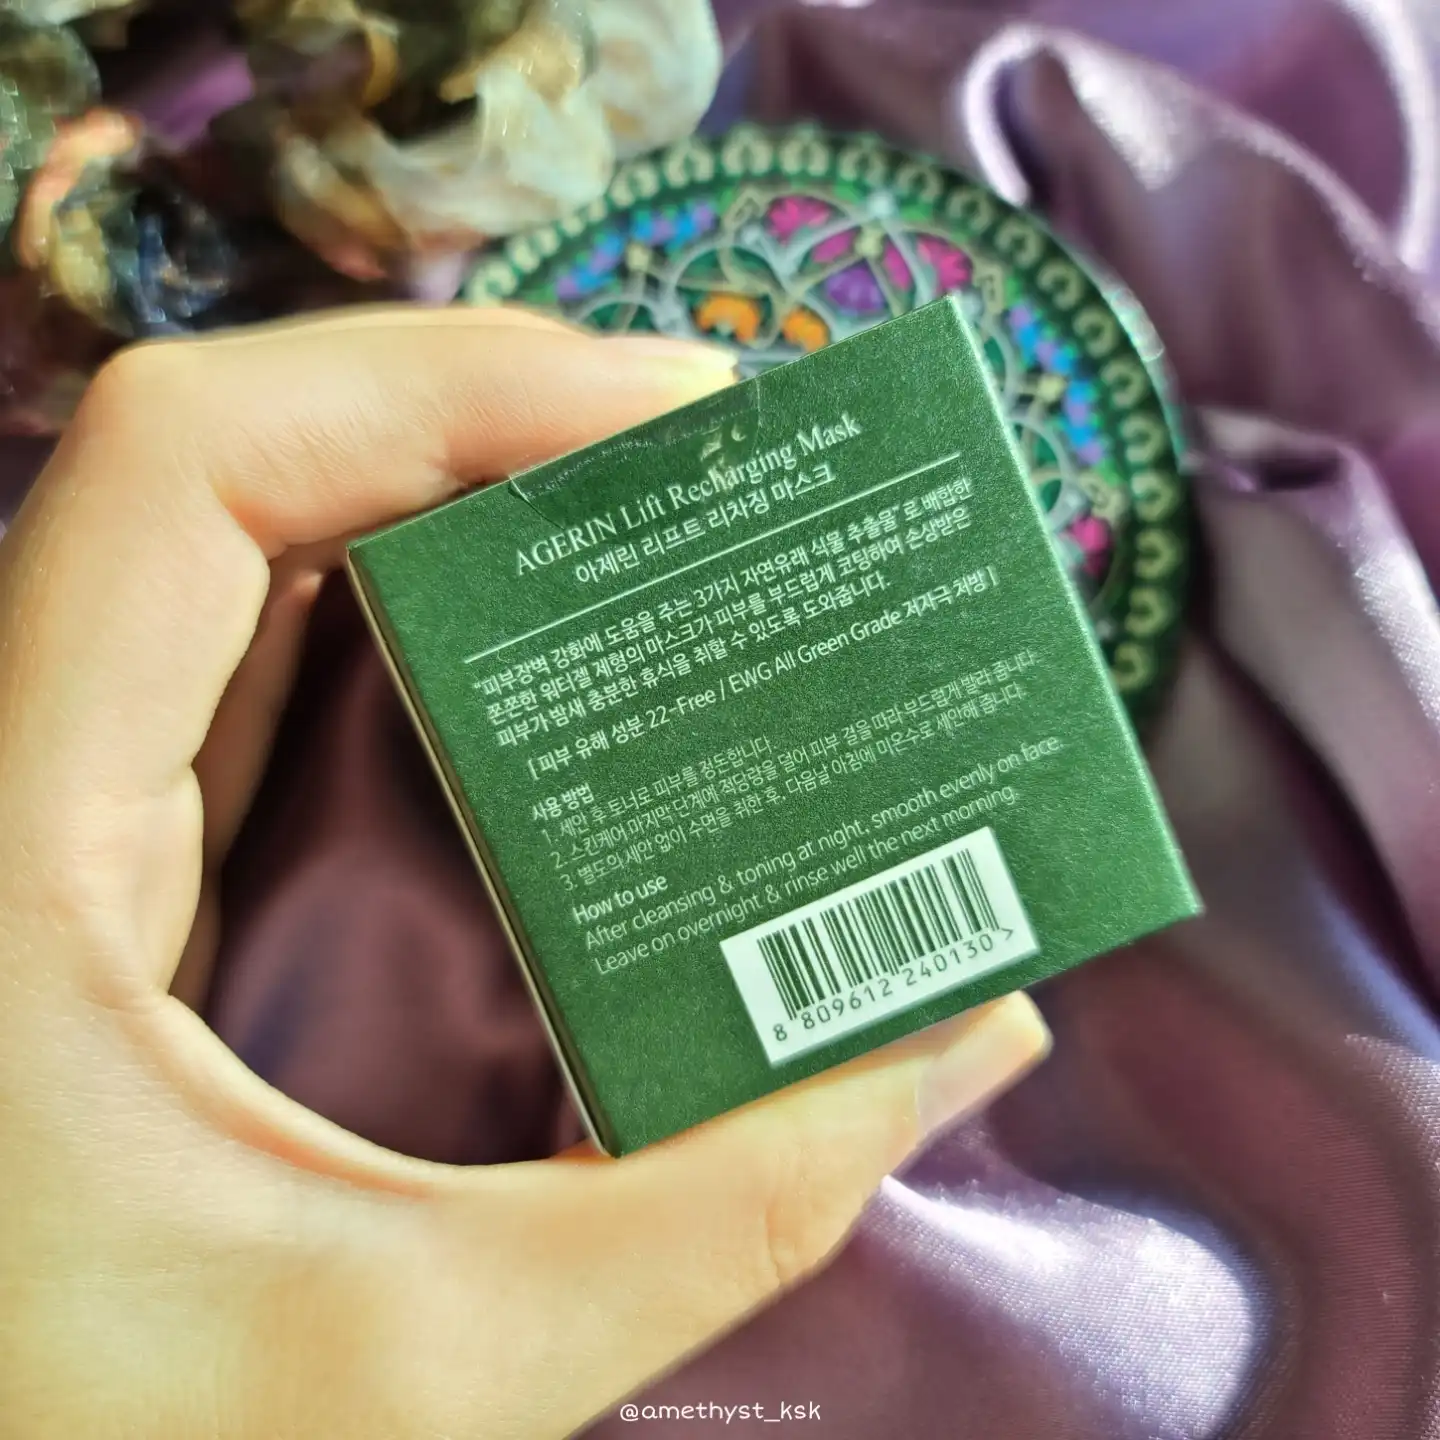 AGERIN Lift Recharging Mask
아제린 리프트 리차징 마스크
"피부장벽 강화에 도움을 주는 3가지 자연유래 식물 추출물"로 배합한
쫀쫀한 워터젤 제형의 마스크가 피부를 부드럽게 코팅하여 손상받은
피부가 밤새 충분한 휴식을 취할 수 있도록 도와줍니다.
[ 피부 유해 성분 22-Free / EWG All Green Grade 저자극 처방 ]
사용 방법
1. 세안 후 토너로 피부를 정돈합니다.
2. 스킨케어 마지막 단계에 적당량을 덜어 피부 결을 따라 부드럽게 발라 줍니다.
3. 별도의 세안 없이 수면을 취한 후, 다음날 아침에 미온수로 세안해 줍니다.
How to use
After cleansing & toning at night, smooth evenly on face.
Leave on overnight & rinse well the next morning.
8 809612 240130 >
@amethyst_ksk